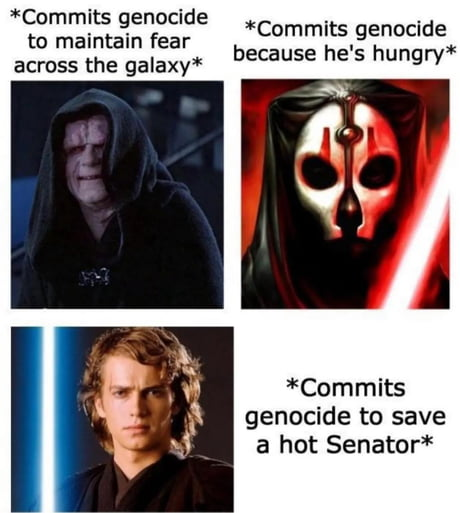 *Commits genocide
to maintain fear
across the galaxy*
*Commits genocide
because he's hungry*
*Commits
genocide to save
a hot Senator*